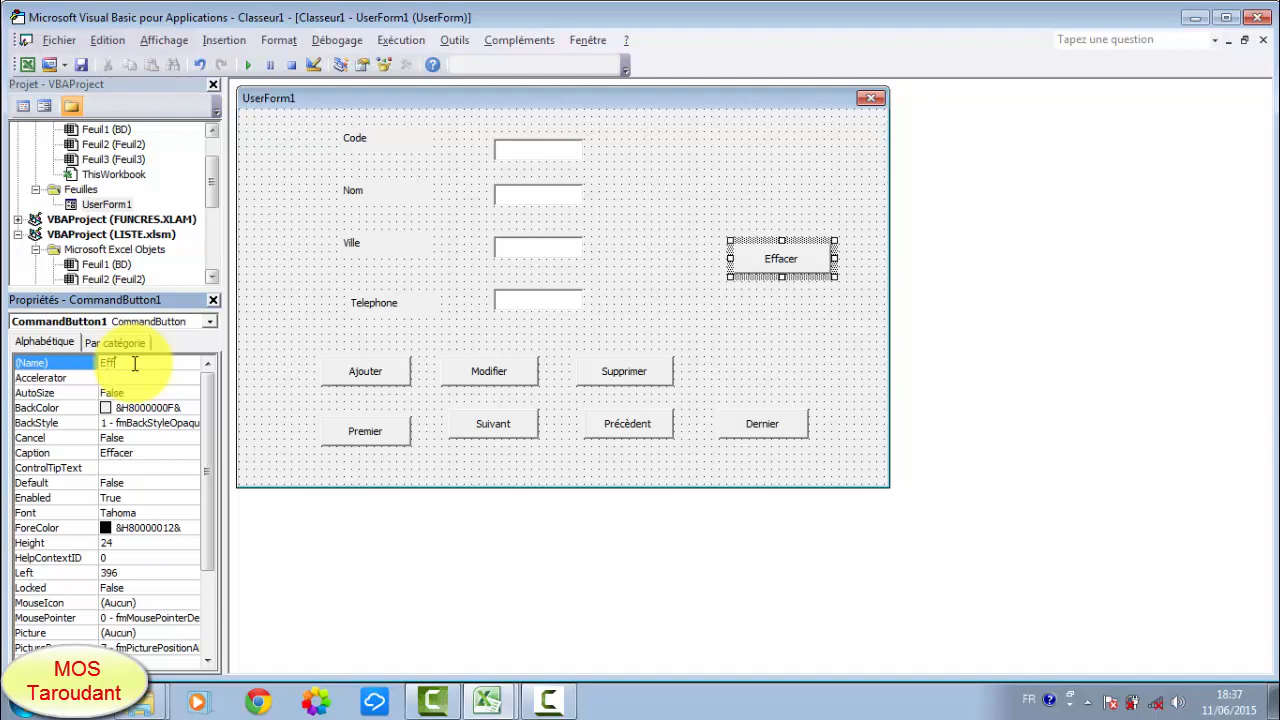 Microsoft Visual Basic pour Applications - Classeur1 - [Classeur1 - UserForm1 (UserForm)]
Fichier Edition Affichage Insertion Format Débogage Exécution Outils Compléments Fenêtre ?
Tapez une question
Projet - VBAProject
Feuil1 (BD)
Feuil2 (Feuil2)
Feuil3 (Feuil3)
ThisWorkbook
Feuilles
UserForm1
VBAProject (FUNCRES.XLAM)
VBAProject (LISTE.xlsm)
Microsoft Excel Objets
Feuil1 (BD)
Feuil2 (Feuil2)
Propriétés - CommandButton1
CommandButton1 CommandButton
Alphabétique Par catégorie
(Name) Eff
Accelerator
AutoSize False
BackColor &H8000000F&
BackStyle 1 - fmBackStyleOpaqu
Cancel False
Caption Effacer
ControlTipText
Default False
Enabled True
Font Tahoma
ForeColor &H80000012&
Height 24
HelpContextID 0
Left 396
Locked False
MouseIcon (Aucun)
MousePointer 0 - fmMousePointerDe
Picture (Aucun)
UserForm1
Code
Nom
Ville
Telephone
Effacer
Ajouter Modifier Supprimer
Premier Suivant Précèdent Dernier
MOS
Taroudant
FR
18:37
11/06/2015